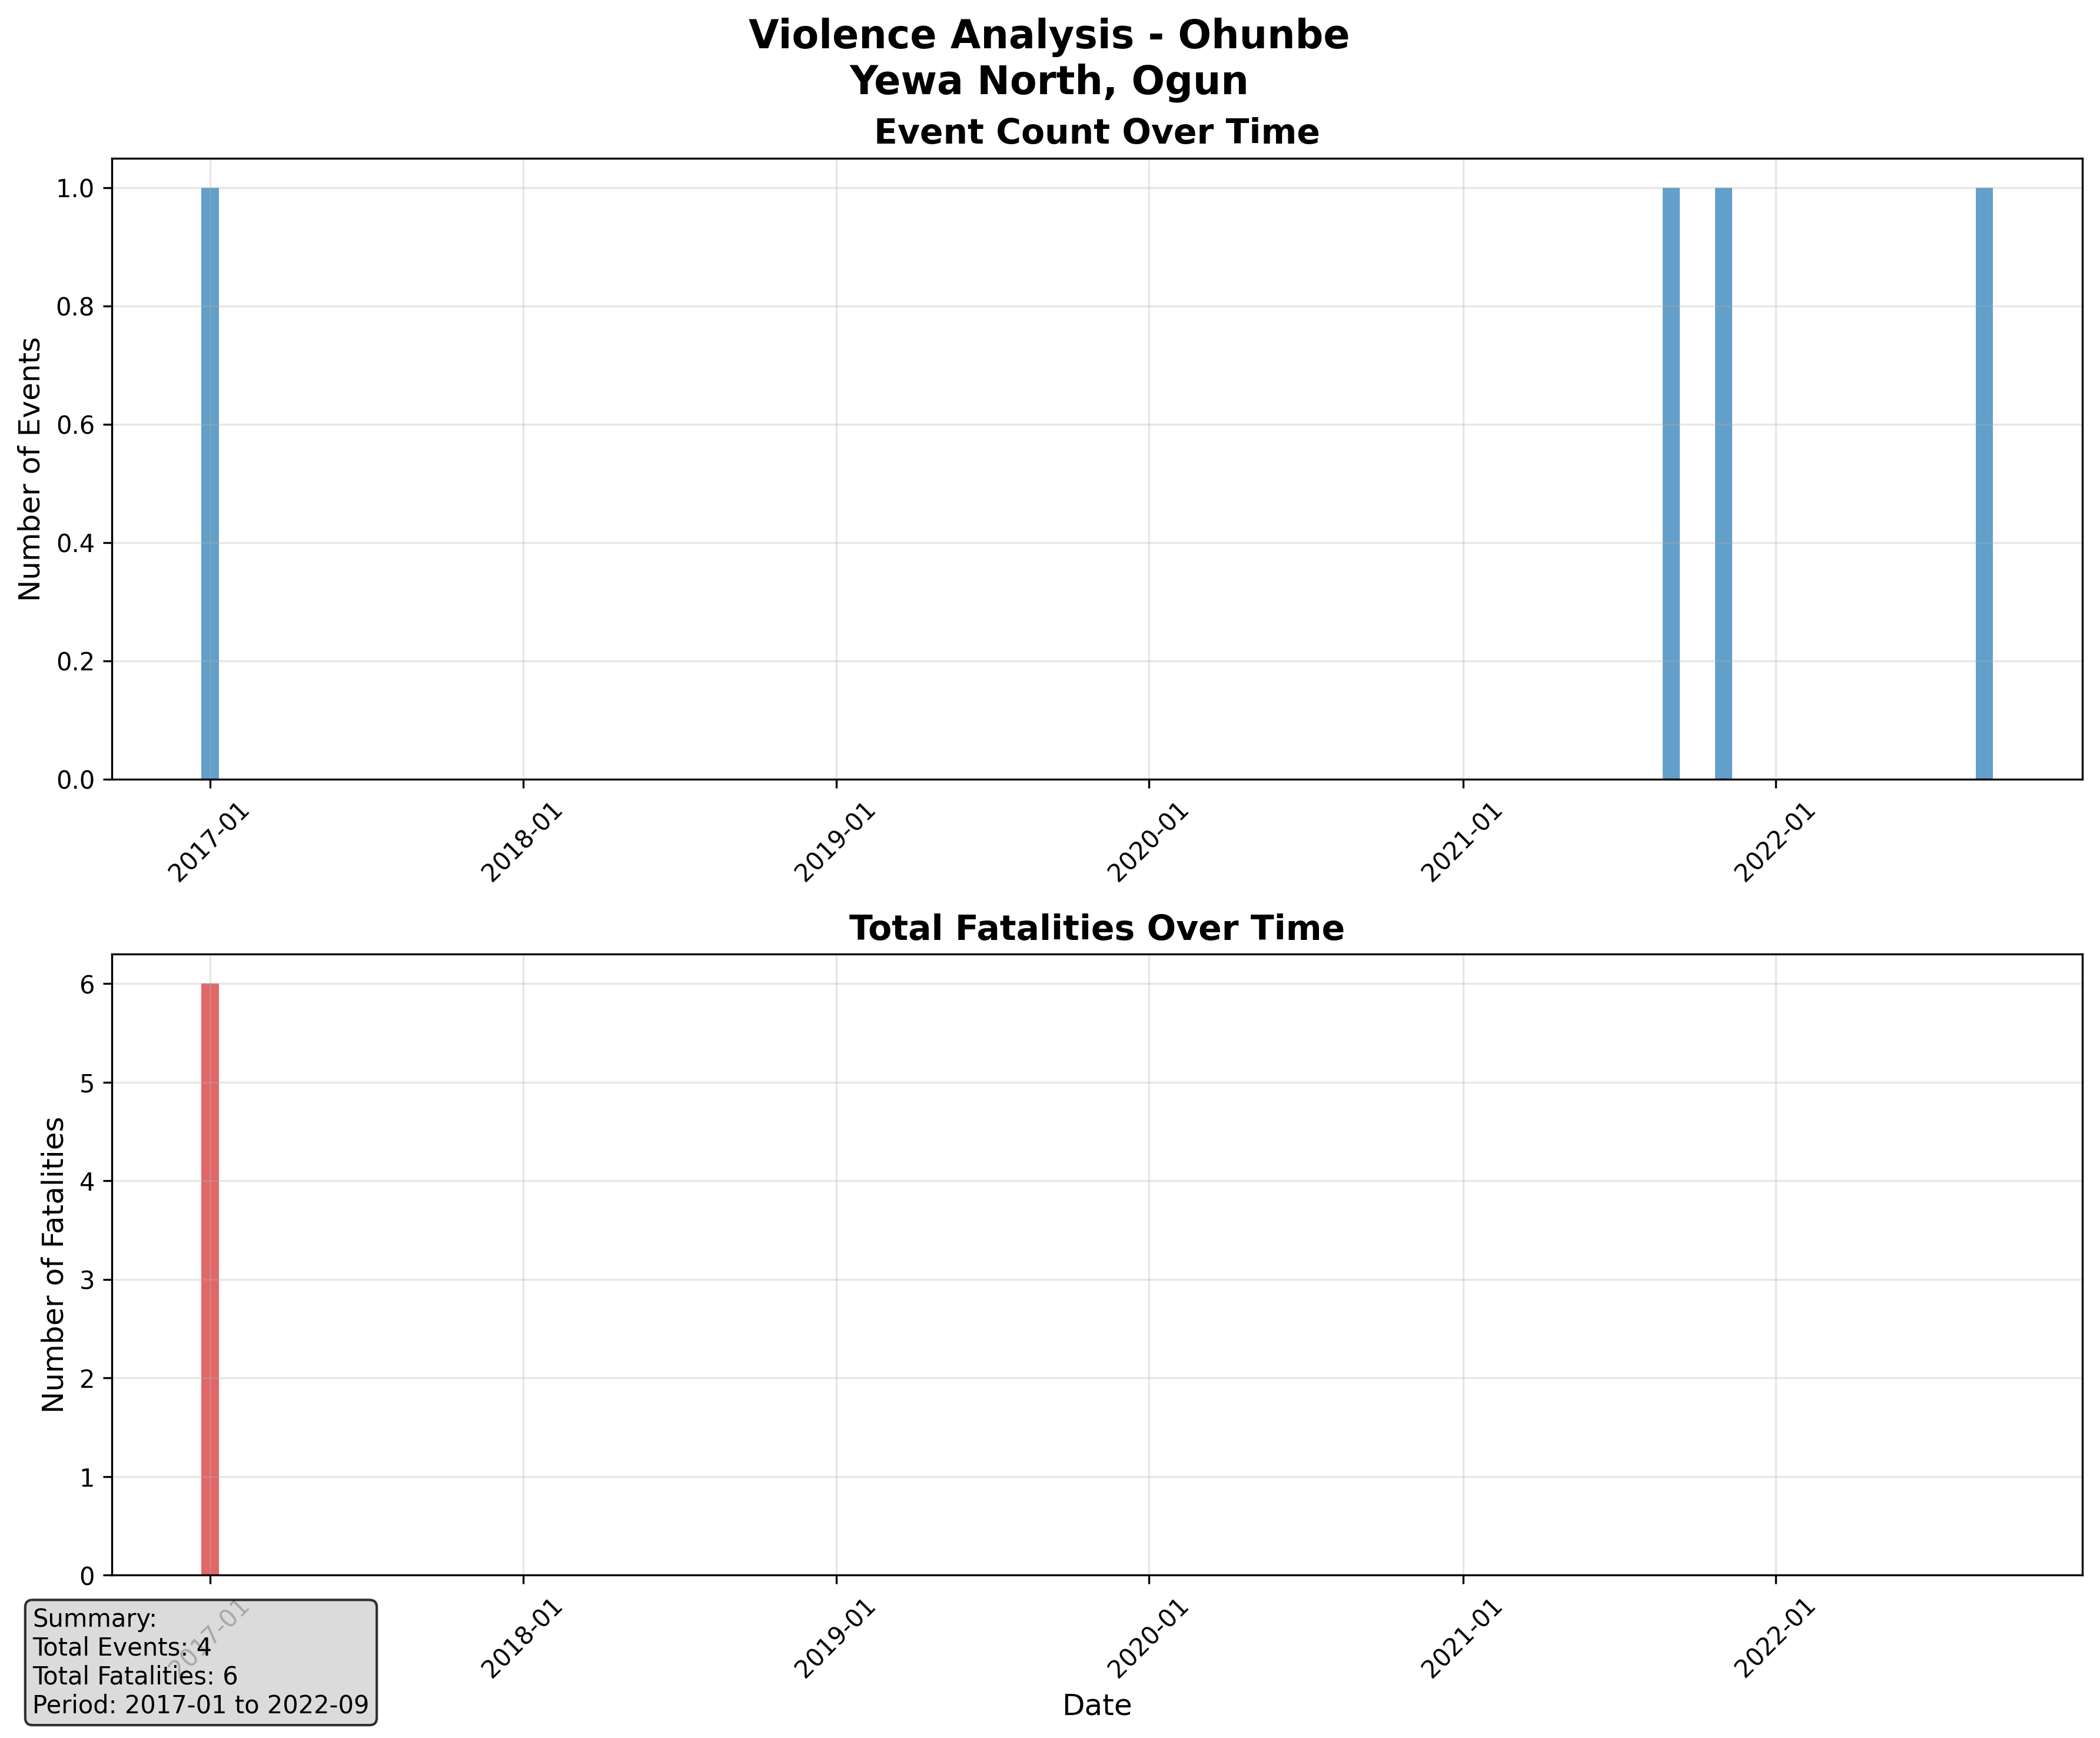 Violence Analysis - Ohunbe
Yewa North, Ogun
Event Count Over Time
Number of Events
1.0
0.8
0.6
0.4
0.2
0.0
2017-01
2018-01
2019-01
2020-01
2021-01
2022-01
Total Fatalities Over Time
Number of Fatalities
6
5
4
3
2
1
0
2017-01
2018-01
2019-01
2020-01
2021-01
2022-01
Date
Summary:
Total Events: 4
Total Fatalities: 6
Period: 2017-01 to 2022-09